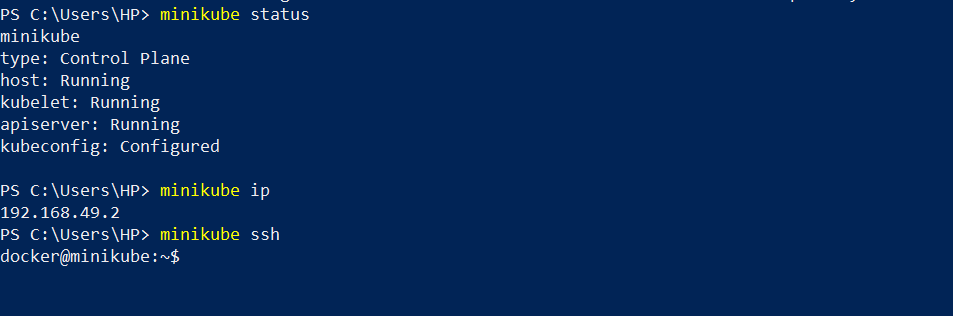 PS C:\Users\HP> minikube status
minikube
type: Control Plane
host: Running
kubelet: Running
apiserver: Running
kubeconfig: Configured
PS C:\Users\HP> minikube ip
192.168.49.2
PS C:\Users\HP> minikube ssh
docker@minikube:~$